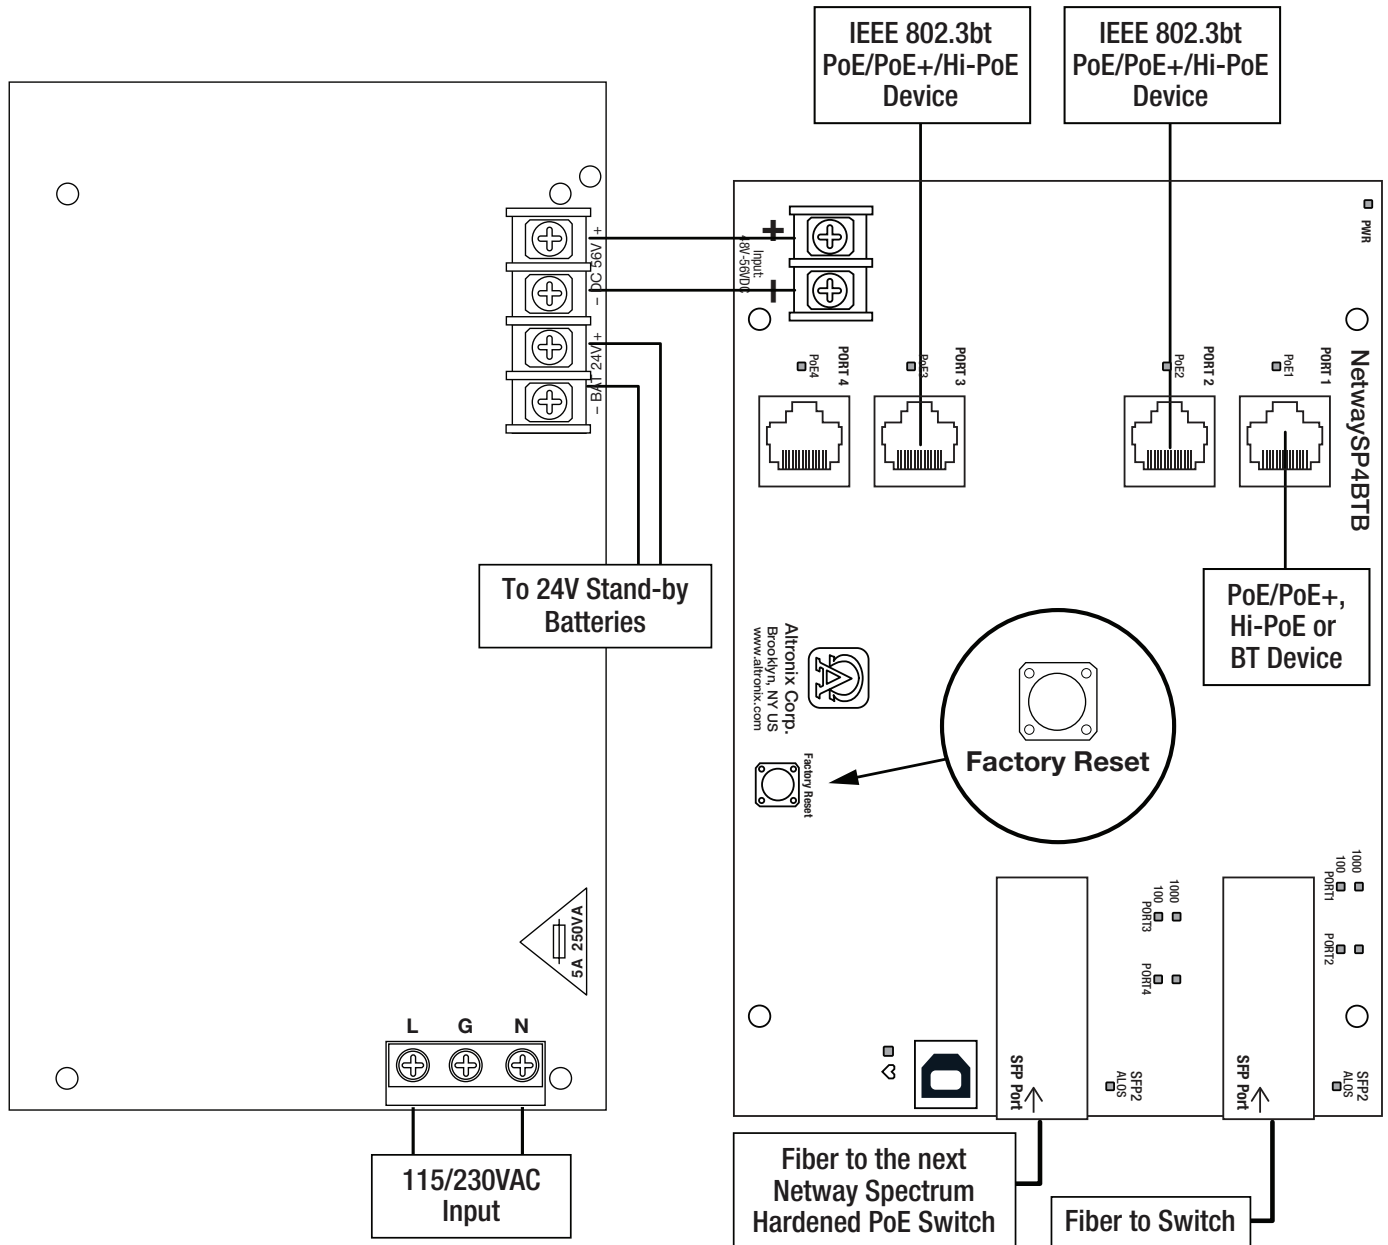 IEEE 802.3bt
PoE/PoE+/Hi-PoE
Device
IEEE 802.3bt
PoE/PoE+/Hi-PoE
Device
– DC 56V +
– BAT 24V +
To 24V Stand-by
Batteries
5A 250VA
L G N
115/230VAC
Input
+
–
Input:
48V-56VDC
PWR
NetwaySP4BTB
PORT 4
PoE4
PORT 3
PoE3
PORT 2
PoE2
PORT 1
PoE1
PoE/PoE+,
Hi-PoE or
BT Device
Altronix Corp.
Brooklyn, NY US
www.altronix.com
Factory Reset
Factory Reset
1000
100
PORT1
PORT2
1000
100
PORT3
PORT4
SFP Port
SFP2
ALOS
SFP Port
SFP2
ALOS
Fiber to the next
Netway Spectrum
Hardened PoE Switch
Fiber to Switch